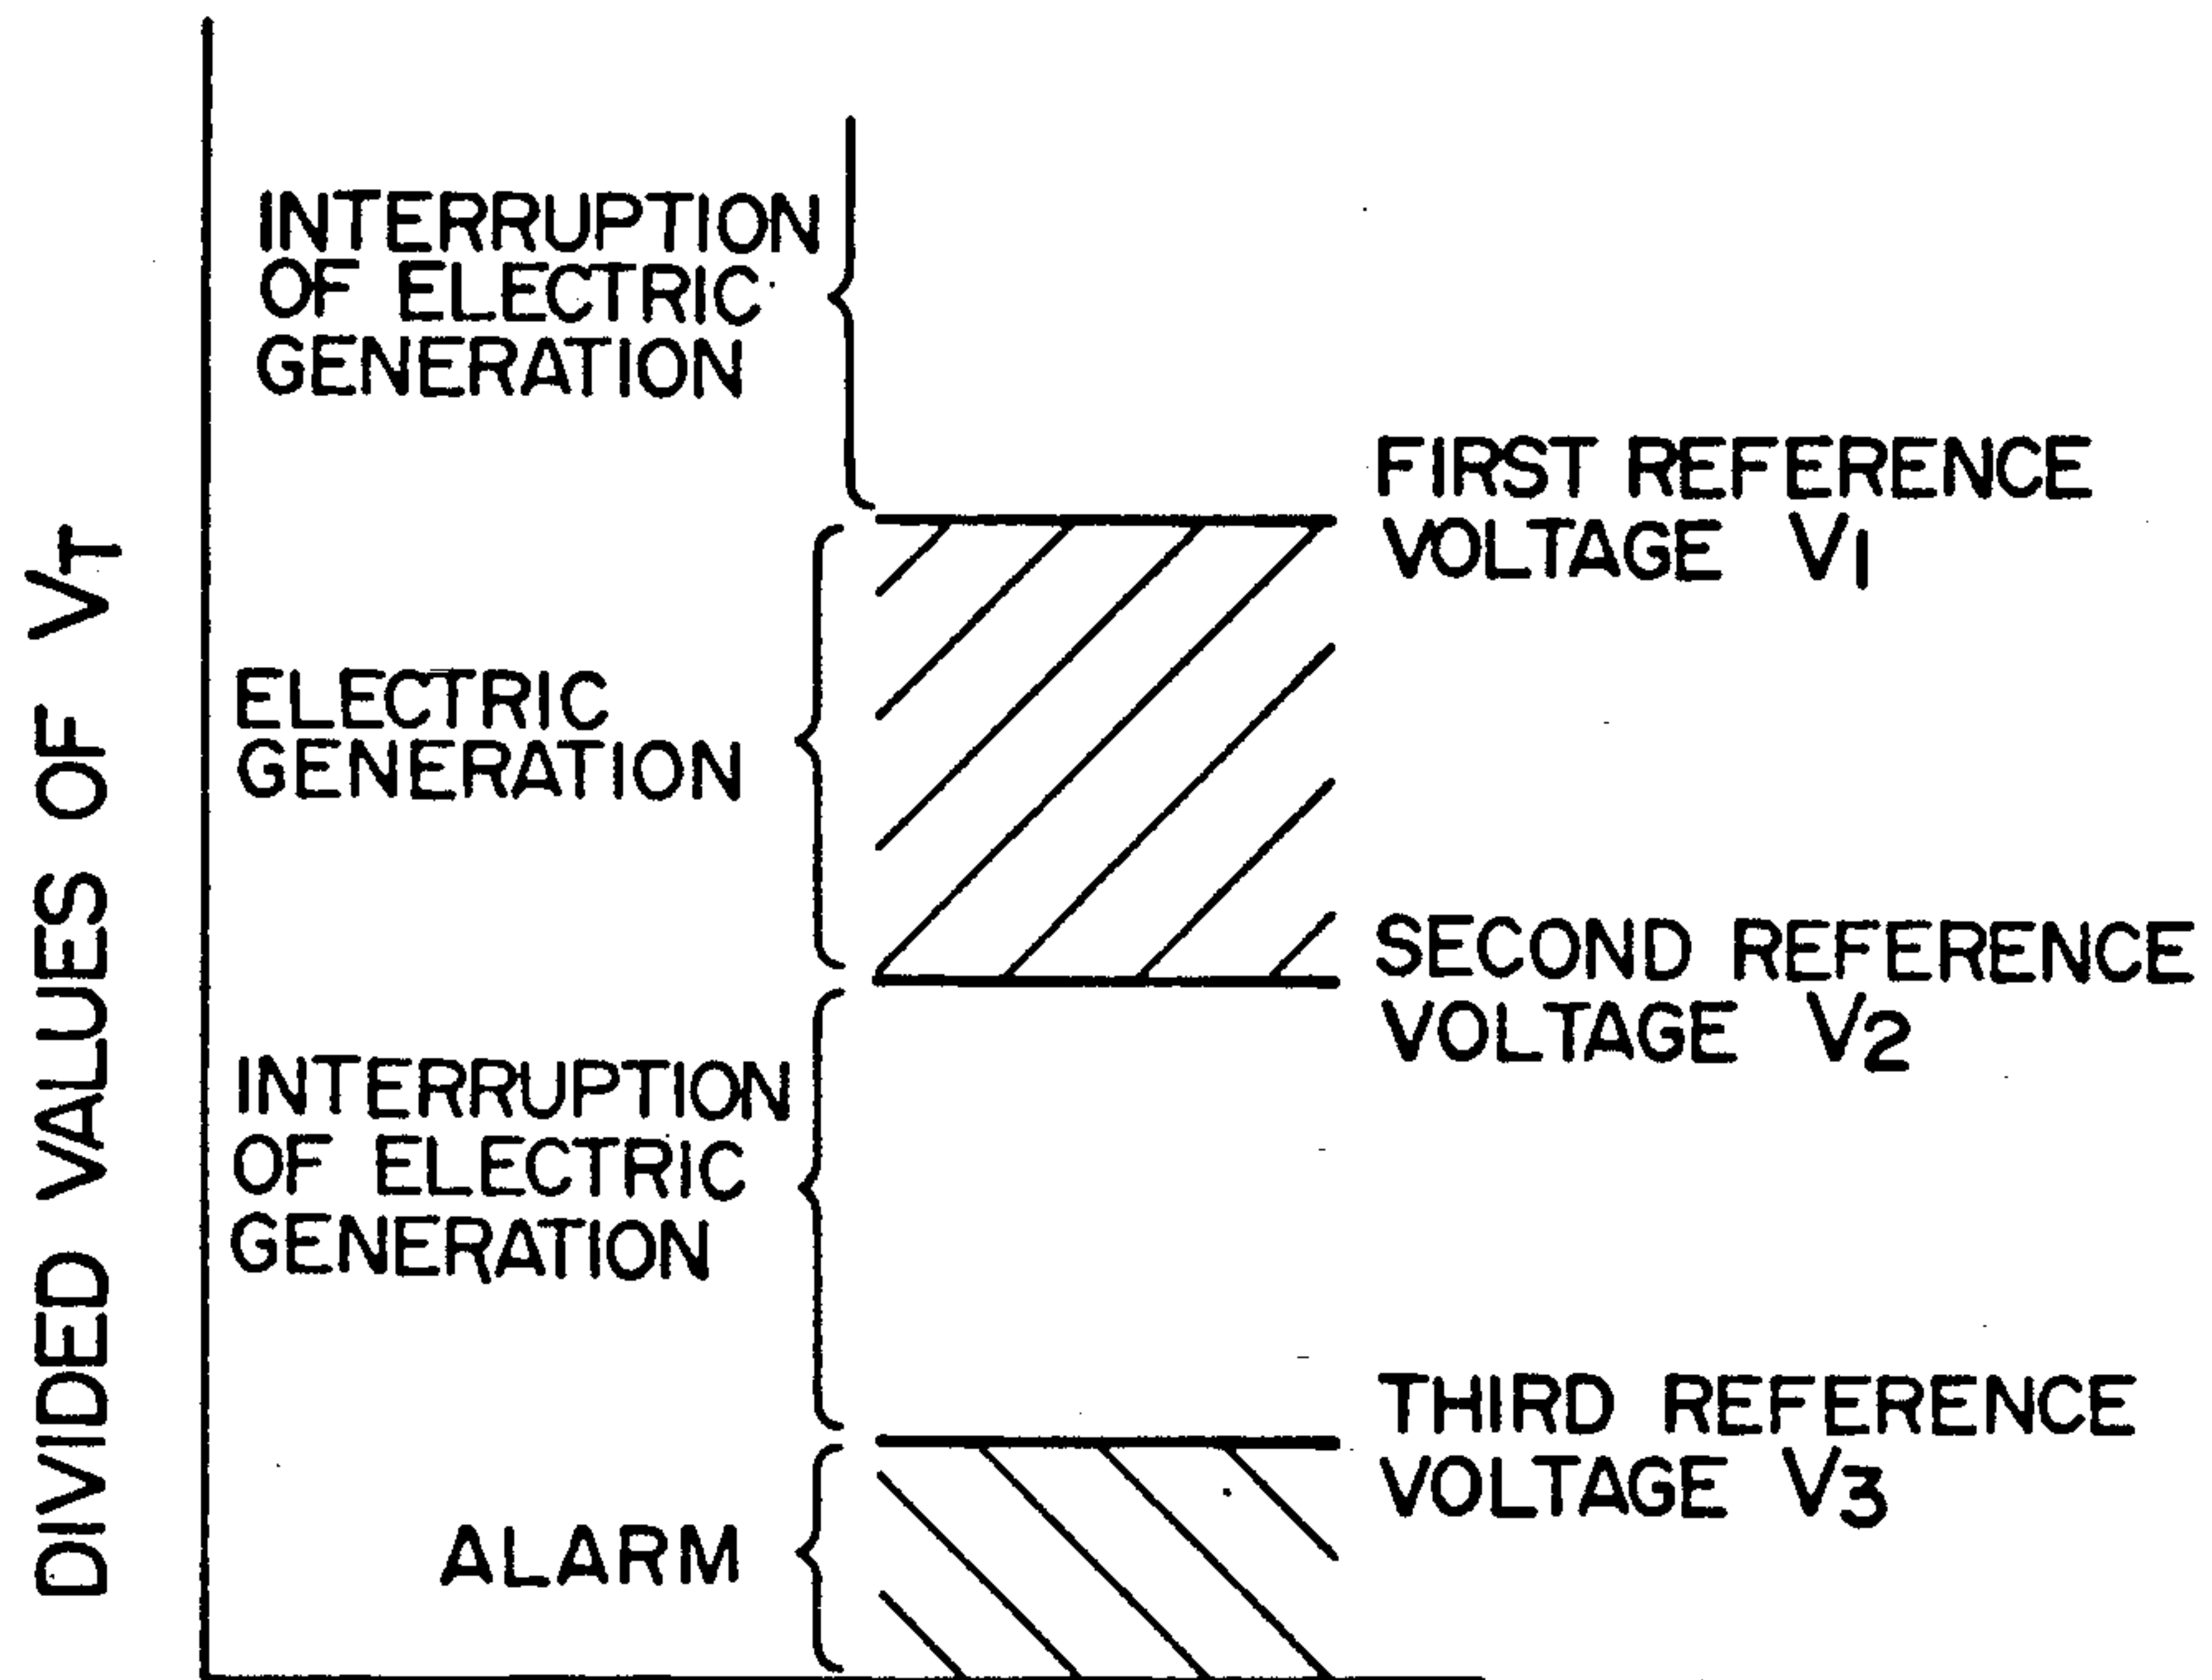 DIVIDED VALUES OF VT
INTERRUPTION
OF ELECTRIC
GENERATION
FIRST REFERENCE
VOLTAGE V1
ELECTRIC
GENERATION
SECOND REFERENCE
VOLTAGE V2
INTERRUPTION
OF ELECTRIC
GENERATION
THIRD REFERENCE
VOLTAGE V3
ALARM